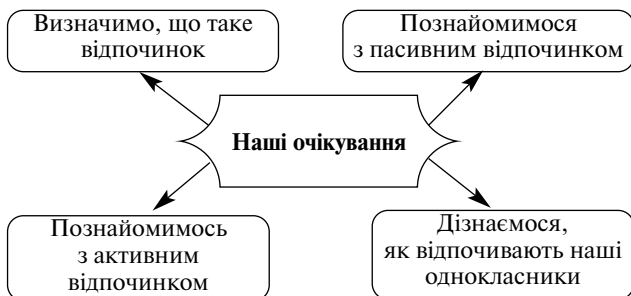 Визначимо, що таке
відпочинок
Познайомимося
з пасивним відпочинком
Наші очікування
Познайомимось
з активним
відпочинком
Дізнаємося,
як відпочивають наші
однокласники